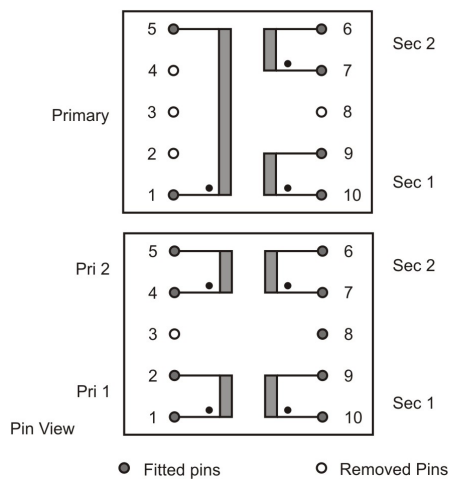 5 6 Sec 2
4 7
Primary 3 8
2 9
1 10 Sec 1
5 6 Sec 2
Pri 2
4 7
3 8
2 9
Pri 1 Sec 1
1 10
Pin View
Fitted pins Removed Pins